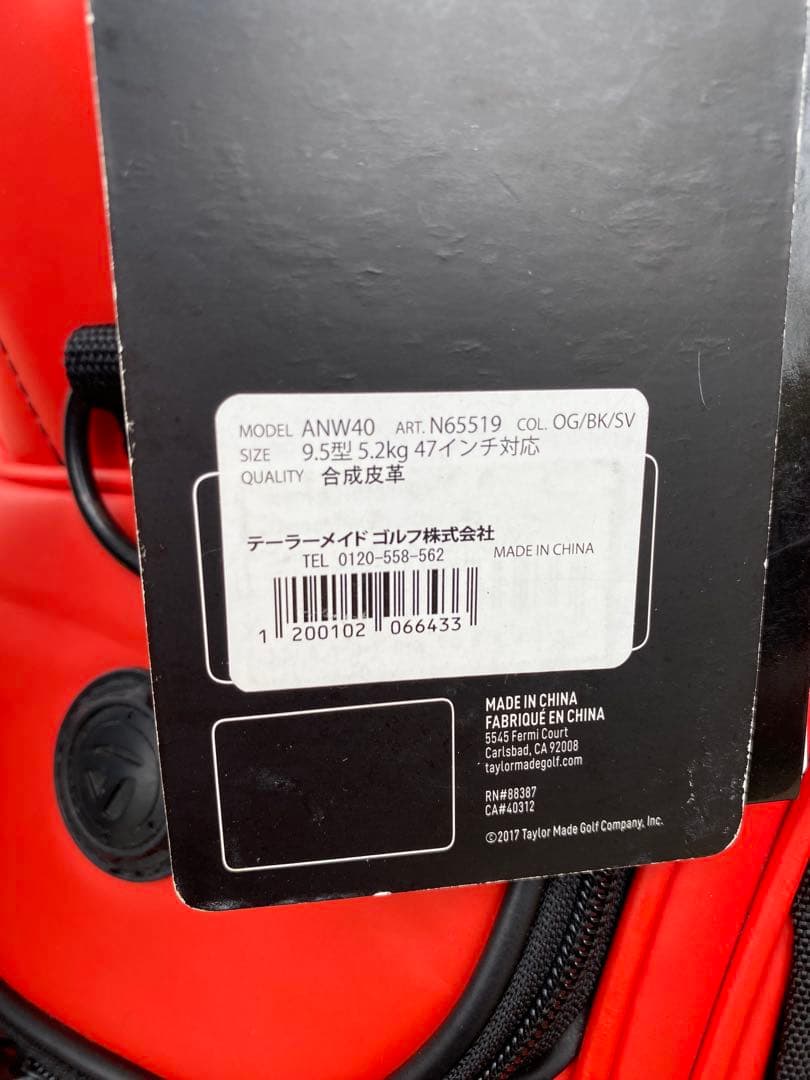 MODEL ANW40 ART. N65519 COL. OG/BK/SV
SIZE 9.5型 5.2kg 47インチ対応
QUALITY 合成皮革
テーラーメイド ゴルフ株式会社
TEL 0120-558-562
MADE IN CHINA
1 200102 066433
MADE IN CHINA
FABRIQUÉ EN CHINA
5545 Fermi Court
Carlsbad, CA 92008
taylormadegolf.com
RN#88387
CA#40312
©2017 Taylor Made Golf Company, Inc.